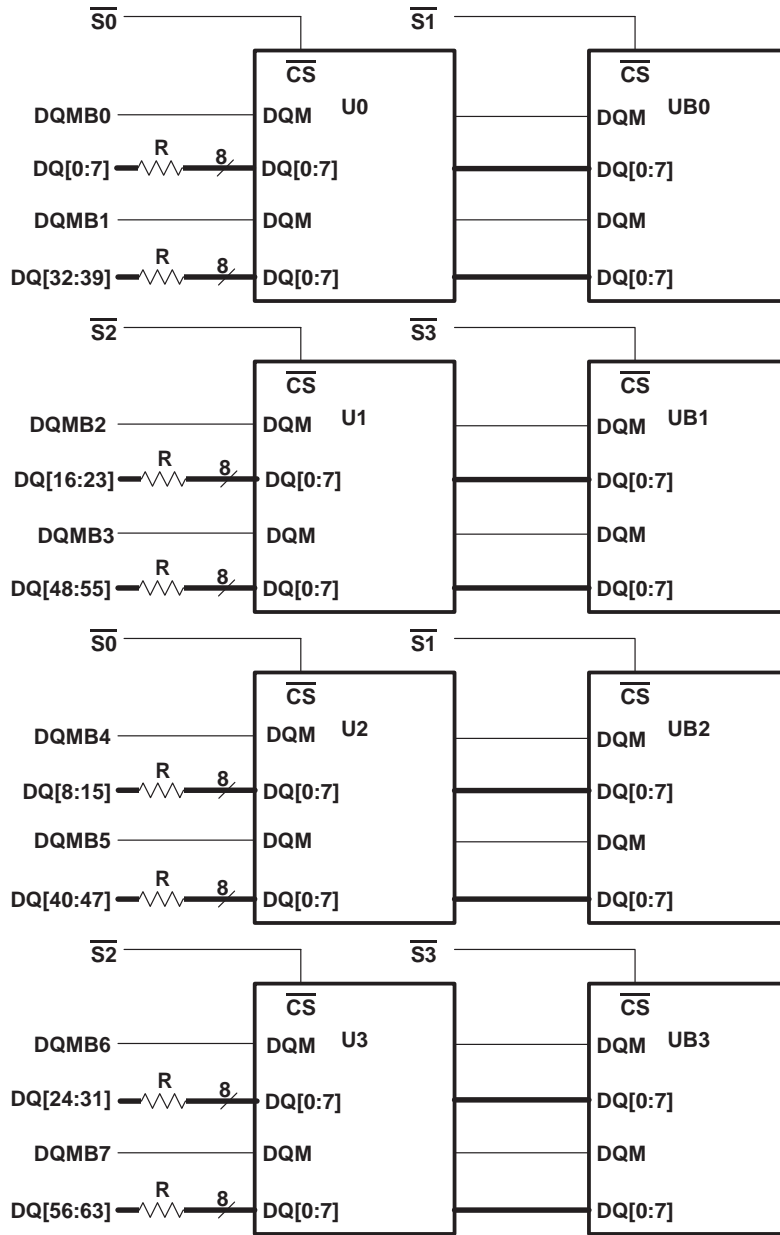 S0 S1
CS CS
DQMB0 DQM U0 DQM UB0
R 8
DQ[0:7] DQ[0:7] DQ[0:7]
DQMB1 DQM DQM
R 8
DQ[32:39] DQ[0:7] DQ[0:7]
S2 S3
CS CS
DQMB2 DQM U1 DQM UB1
R 8
DQ[16:23] DQ[0:7] DQ[0:7]
DQMB3 DQM DQM
R 8
DQ[48:55] DQ[0:7] DQ[0:7]
S0 S1
CS CS
DQMB4 DQM U2 DQM UB2
R 8
DQ[8:15] DQ[0:7] DQ[0:7]
DQMB5 DQM DQM
R 8
DQ[40:47] DQ[0:7] DQ[0:7]
S2 S3
CS CS
DQMB6 DQM U3 DQM UB3
R 8
DQ[24:31] DQ[0:7] DQ[0:7]
DQMB7 DQM DQM
R 8
DQ[56:63] DQ[0:7] DQ[0:7]